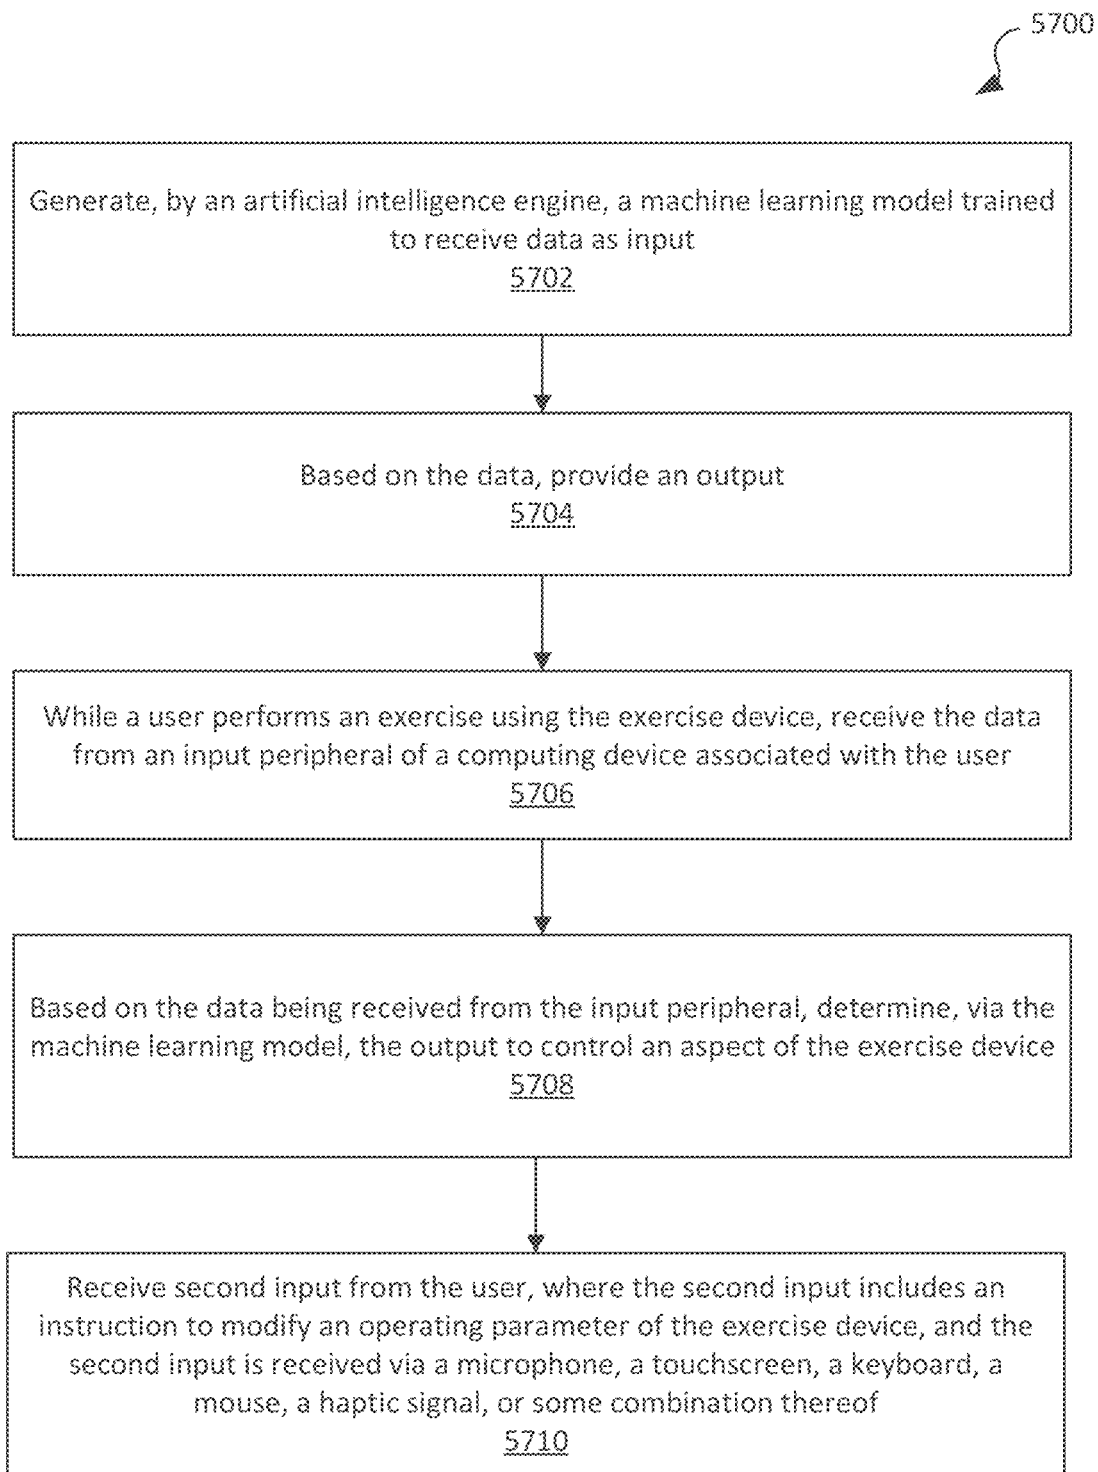 5700
Generate, by an artificial intelligence engine, a machine learning model trained
to receive data as input
5702
Based on the data, provide an output
5704
While a user performs an exercise using the exercise device, receive the data
from an input peripheral of a computing device associated with the user
5706
Based on the data being received from the input peripheral, determine, via the
machine learning model, the output to control an aspect of the exercise device
5708
Receive second input from the user, where the second input includes an
instruction to modify an operating parameter of the exercise device, and the
second input is received via a microphone, a touchscreen, a keyboard, a
mouse, a haptic signal, or some combination thereof
5710